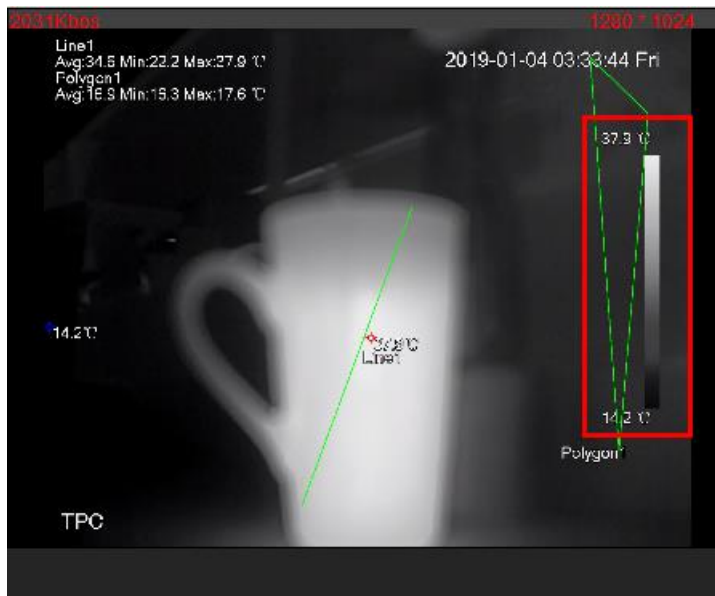 2031Kbps
1280 * 1024
Line1
Avg:34.6 Min:22.2 Max:27.9 ℃
Polygon1
Avg:16.9 Min:15.3 Max:17.6 ℃
2019-01-04 03:33:44 Fri
37.9 ℃
14.2℃
Line1
14.2 ℃
Polygon1
TPC